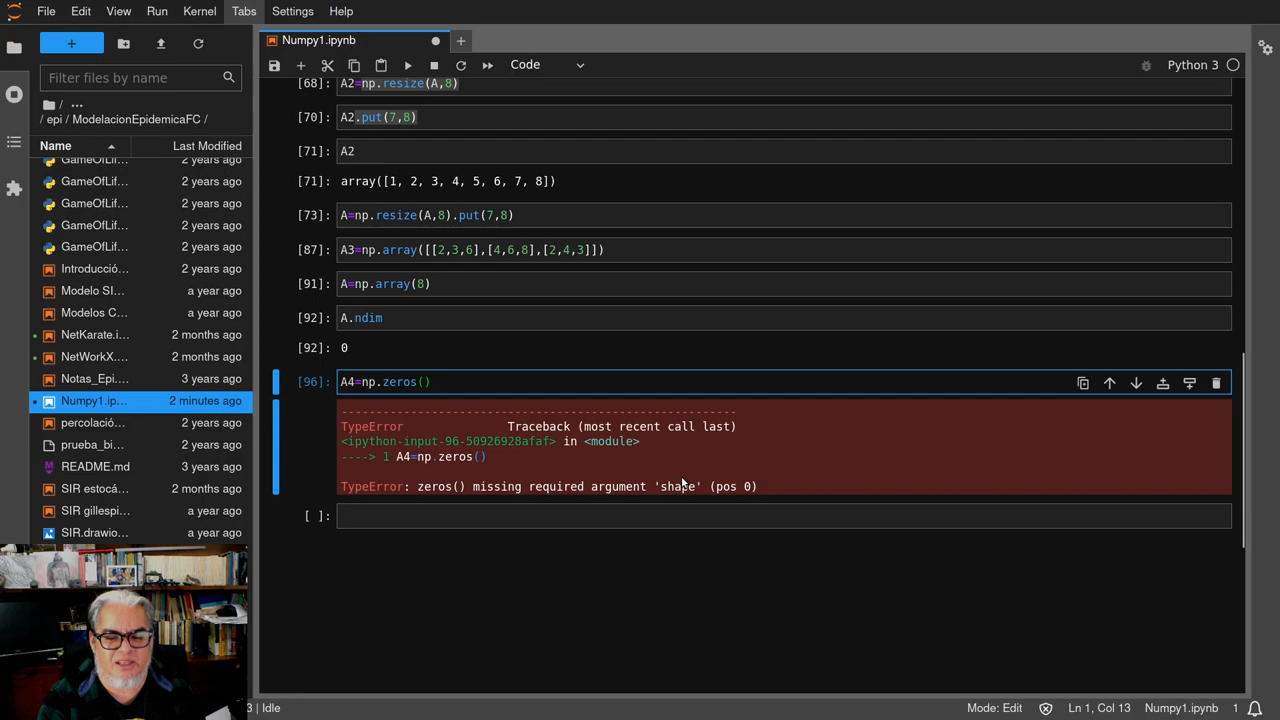 File Edit View Run Kernel Tabs Settings Help
Filter files by name
/ ...
/ epi / ModelacionEpidemicaFC /
Name Last Modified
GameOfLif... 2 years ago
GameOfLif... 2 years ago
GameOfLif... 2 years ago
GameOfLif... 2 years ago
GameOfLif... 2 years ago
Introducció... 2 years ago
Modelo SI... a year ago
Modelos C... a year ago
NetKarate.i... 2 months ago
NetWorkX.... 2 months ago
Notas_Epi.... 3 years ago
Numpy1.ip... 2 minutes ago
percolació... 2 years ago
prueba_bi... 2 years ago
README.md 3 years ago
SIR estocá... 2 years ago
SIR gillespi... a year ago
SIR.drawio... a year ago
Numpy1.ipynb
Code
Python 3
[68]: A2=np.resize(A,8)
[70]: A2.put(7,8)
[71]: A2
[71]: array([1, 2, 3, 4, 5, 6, 7, 8])
[73]: A=np.resize(A,8).put(7,8)
[87]: A3=np.array([[2,3,6],[4,6,8],[2,4,3]])
[91]: A=np.array(8)
[92]: A.ndim
[92]: 0
[96]: A4=np.zeros()
---------------------------------------------------
TypeError Traceback (most recent call last)
<ipython-input-96-50926928afaf> in <module>
----> 1 A4=np.zeros()
TypeError: zeros() missing required argument 'shape' (pos 0)
[ ]:
3 | Idle
Mode: Edit
Ln 1, Col 13
Numpy1.ipynb
1